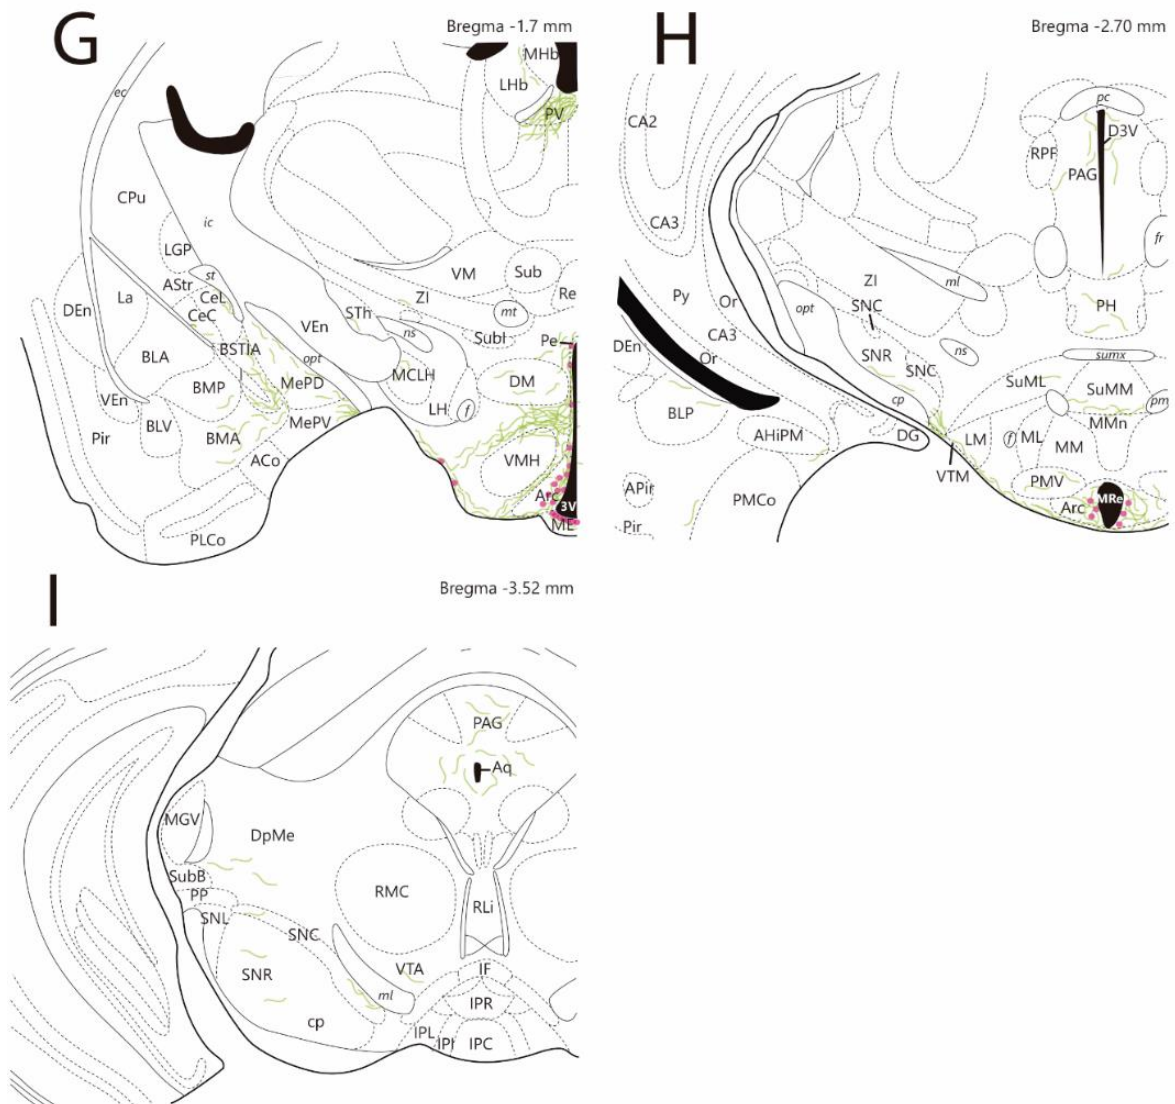 G
Bregma -1.7 mm
MHb
LHb
PV
ec
CPu
ic
LGP
st
AStr
CeL
CeC
La
DEn
BLA
BSTIA
I
BMP
VEn
BLV
Pir
BMA
ACo
PLCo
VEn
opt
MePD
MePV
STh
ZI
VM
Sub
Re
mt
SubI
ns
Pe
MCLH
DM
LH
f
VMH
Arc
3V
ME
H
Bregma -2.70 mm
CA2
CA3
pc
D3V
RPF
PAG
fr
PH
ZI
SNC
ml
Py
Or
CA3
Or
opt
DEn
SNR
SNC
ns
sumx
SuML
SuMM
pm
BLP
cp
MMn
AHiPM
DG
LM
f
ML
MM
VTM
PMV
APir
PMCo
Arc
MRe
Pir
I
Bregma -3.52 mm
PAG
Aq
MGV
DpMe
SubB
PP
RMC
SNL
RLi
SNC
SNR
VTA
IF
ml
IPR
cp
IPL
IPI
IPC